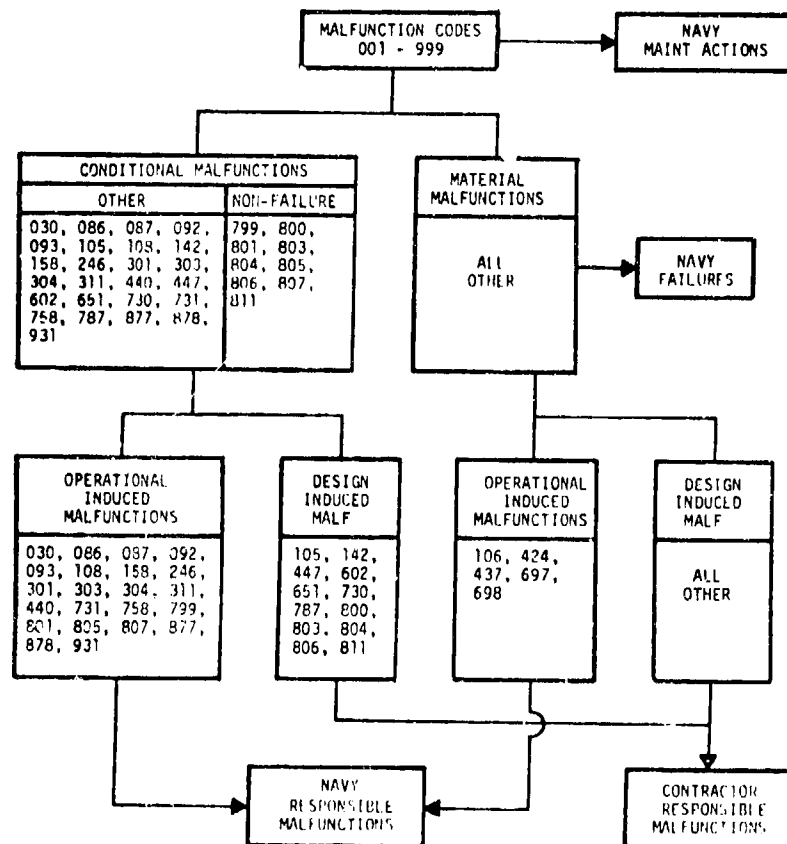 MALFUNCTION CODES
001 - 999
NAVY
MAINT ACTIONS
CONDITIONAL MALFUNCTIONS
OTHER
NON-FAILURE
030, 086, 087, 092,
093, 105, 108, 142,
158, 246, 301, 303,
304, 311, 440, 447,
602, 651, 730, 731,
758, 787, 877, 878,
931
799, 800,
801, 803,
804, 805,
806, 807,
811
MATERIAL
MALFUNCTIONS
ALL
OTHER
NAVY
FAILURES
OPERATIONAL
INDUCED
MALFUNCTIONS
030, 086, 087, 092,
093, 108, 158, 246,
301, 303, 304, 311,
440, 731, 758, 799,
801, 805, 807, 877,
878, 931
DESIGN
INDUCED
MALF
105, 142,
447, 602,
651, 730,
787, 800,
803, 804,
806, 811
OPERATIONAL
INDUCED
MALFUNCTIONS
106, 424,
437, 697,
698
DESIGN
INDUCED
MALF
ALL
OTHER
NAVY
RESPONSIBLE
MALFUNCTIONS
CONTRACTOR
RESPONSIBLE
MALFUNCTIONS